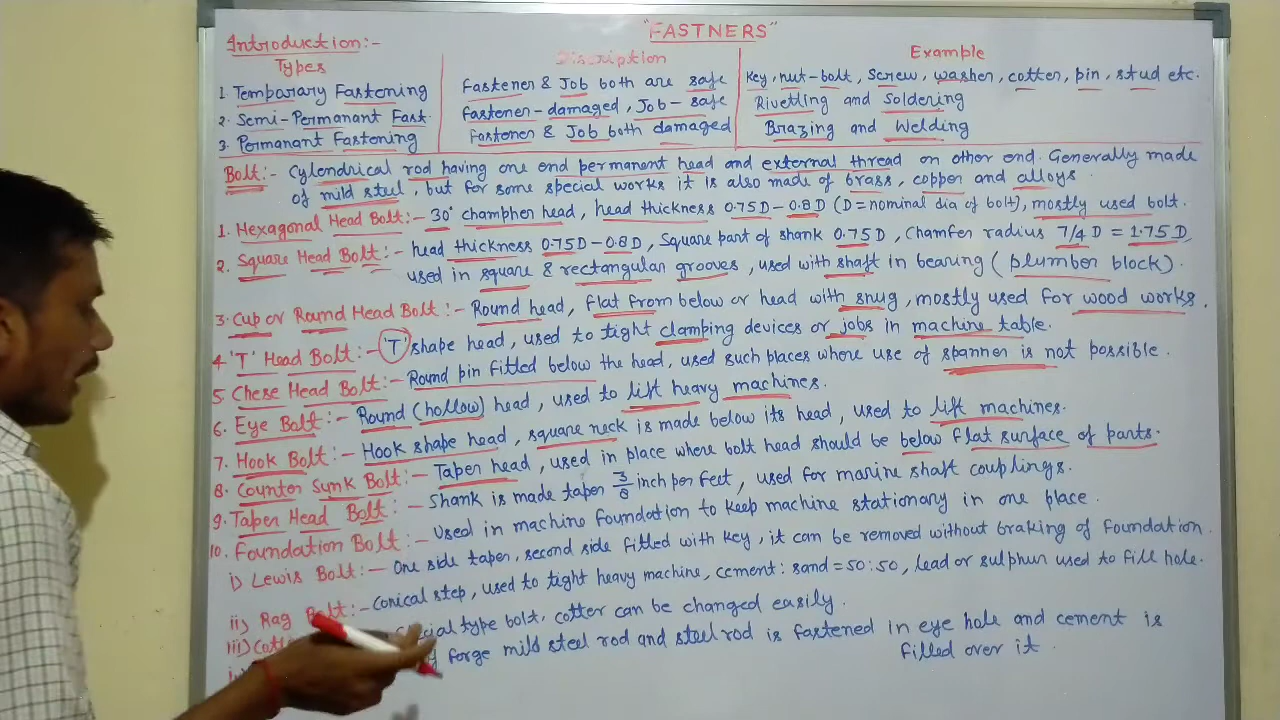 "FASTNERS"
Introduction:-
Types Discription Example
1. Temparary Fastening Fastener & Job both are safe Key, nut-bolt, Screw, washer, cotter, pin, stud etc.
2. Semi-Permanant Fast. Fastener-damaged, Job-safe Rivetting and Soldering
3. Permanant Fastening Fastener & Job both damaged Brazing and Welding
Bolt:- Cylendrical rod having one end permanent head and external thread on other end. Generally made
of mild steel, but for some special works it is also made of brass, copper and alloys.
1. Hexagonal Head Bolt:- 30° champher head, head thickness 0.75D-0.8D (D=nominal dia of bolt), mostly used bolt.
2. Square Head Bolt:- head thickness 0.75D-0.8D, Square part of shank 0.75D, Chamfer radius 7/4 D = 1.75D,
used in square & rectangular grooves, used with shaft in bearing (plumber block).
3. Cup or Round Head Bolt:- Round head, flat from below or head with snug, mostly used for wood works.
4 'T' Head Bolt:- 'T' shape head, used to tight clamping devices or jobs in machine table.
5. Chese Head Bolt:- Round pin fitted below the head, used such places where use of spanner is not possible.
6. Eye Bolt:- Round (hollow) head, used to lift heavy machines.
7. Hook Bolt:- Hook shape head, square neck is made below its head, used to lift machines.
8. Counter Synk Bolt:- Taper head, used in place where bolt head should be below flat surface of parts.
9. Taper Head Bolt:- Shank is made taper 3/8 inch per feet, used for marine shaft couplings.
10. Foundation Bolt:- Used in machine foundation to keep machine stationary in one place.
i) Lewis Bolt:- One side taper, second side fitted with key, it can be removed without braking of foundation.
ii) Rag Bolt:- Conical step, used to tight heavy machine, cement: sand = 50:50, lead or sulphur used to fill hole.
iii) type bolt, cotter can be changed easily.
forge mild steel rod and steel rod is fastened in eye hole and cement is
filled over it.